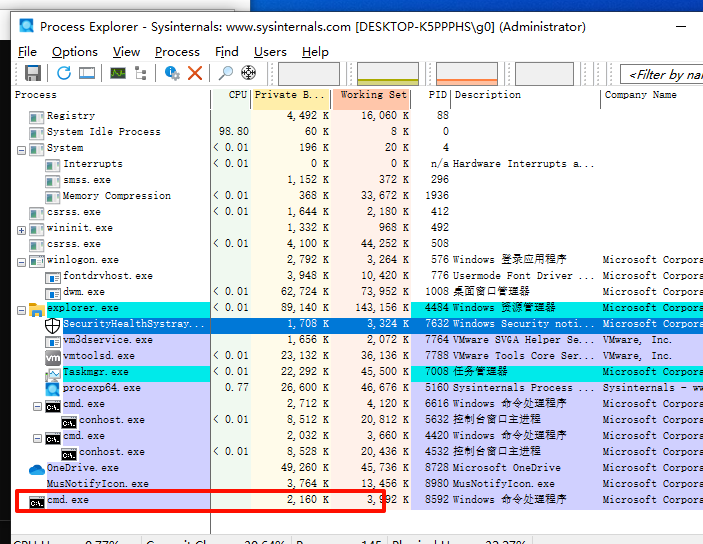 Process Explorer - Sysinternals: www.sysinternals.com [DESKTOP-K5PPPHS\g0] (Administrator)
File Options View Process Find Users Help
<Filter by nam
Process CPU Private B... Working Set PID Description Company Name
Registry 4,492 K 16,060 K 88
System Idle Process 98.80 60 K 8 K 0
System < 0.01 196 K 20 K 4
Interrupts < 0.01 0 K 0 K n/a Hardware Interrupts a...
smss.exe 1,152 K 372 K 296
Memory Compression < 0.01 368 K 33,672 K 1936
csrss.exe < 0.01 1,644 K 2,180 K 412
wininit.exe 1,332 K 968 K 492
csrss.exe < 0.01 4,100 K 44,252 K 508
winlogon.exe 2,792 K 3,264 K 576 Windows 登录应用程序 Microsoft Corpora
fontdrvhost.exe 3,948 K 10,420 K 776 Usermode Font Driver ... Microsoft Corpora
dwm.exe < 0.01 62,724 K 73,952 K 1008 桌面窗口管理器 Microsoft Corpora
explorer.exe < 0.01 89,140 K 143,156 K 4484 Windows 资源管理器 Microsoft Corpora
SecurityHealthSystray... 1,708 K 3,324 K 7632 Windows Security noti... Microsoft Corpora
vm3dservice.exe 1,656 K 2,072 K 7764 VMware SVGA Helper Se... VMware, Inc.
vmtoolsd.exe < 0.01 23,132 K 36,136 K 7788 VMware Tools Core Ser... VMware, Inc.
Taskmgr.exe < 0.01 22,292 K 45,500 K 7008 任务管理器 Microsoft Corpora
procexp64.exe 0.77 26,600 K 46,676 K 5160 Sysinternals Process ... Sysinternals - ww
cmd.exe 2,712 K 4,120 K 6616 Windows 命令处理程序 Microsoft Corpora
conhost.exe < 0.01 8,512 K 20,812 K 5632 控制台窗口主进程 Microsoft Corpora
cmd.exe 2,032 K 3,660 K 4420 Windows 命令处理程序 Microsoft Corpora
conhost.exe < 0.01 8,528 K 20,436 K 4532 控制台窗口主进程 Microsoft Corpora
OneDrive.exe 49,260 K 45,736 K 8728 Microsoft OneDrive Microsoft Corpora
MusNotifyIcon.exe 3,764 K 13,456 K 8980 MusNotifyIcon.exe Microsoft Corpora
cmd.exe 2,160 K 3,992 K 8592 Windows 命令处理程序 Microsoft Corpora